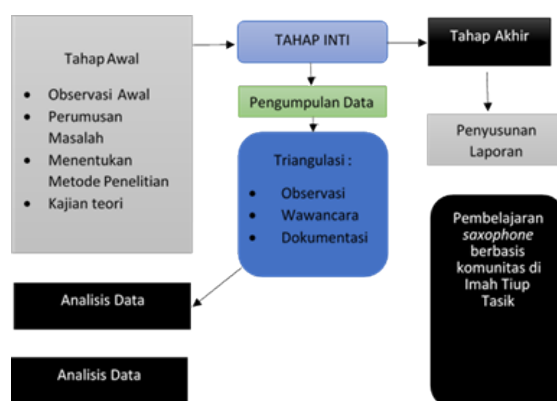 Tahap Awal
• Observasi Awal
• Perumusan
Masalah
• Menentukan
Metode Penelitian
• Kajian teori
TAHAP INTI
Pengumpulan Data
Triangulasi :
• Observasi
• Wawancara
• Dokumentasi
Analisis Data
Analisis Data
Tahap Akhir
Penyusunan
Laporan
Pembelajaran
saxophone
berbasis
komunitas di
Imah Tiup
Tasik